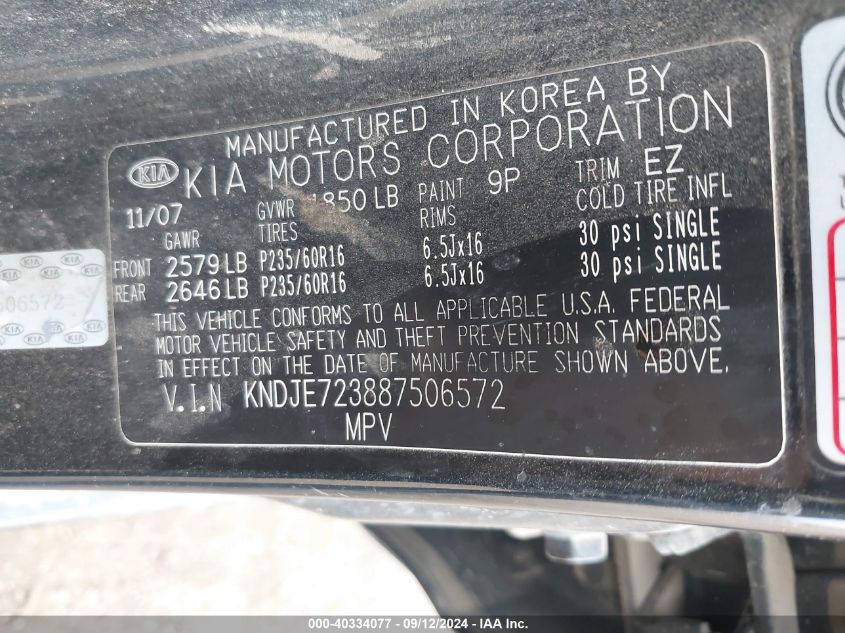 MANUFACTURED IN KOREA BY
KIA KIA MOTORS CORPORATION
11/07 GVWR 4850 LB PAINT 9P TRIM EZ
GAWR TIRES RIMS COLD TIRE INFL
FRONT 2579 LB P235/60R16 6.5Jx16 30 psi SINGLE
REAR 2646 LB P235/60R16 6.5Jx16 30 psi SINGLE
THIS VEHICLE CONFORMS TO ALL APPLICABLE U.S.A. FEDERAL
MOTOR VEHICLE SAFETY AND THEFT PREVENTION STANDARDS
IN EFFECT ON THE DATE OF MANUFACTURE SHOWN ABOVE.
V.I.N KNDJE723887506572
MPV
506572
000-40334077 - 09/12/2024 - IAA Inc.